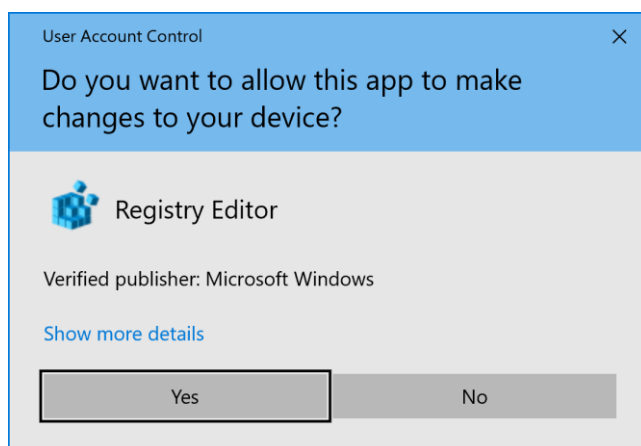 User Account Control
Do you want to allow this app to make
changes to your device?
Registry Editor
Verified publisher: Microsoft Windows
Show more details
Yes
No